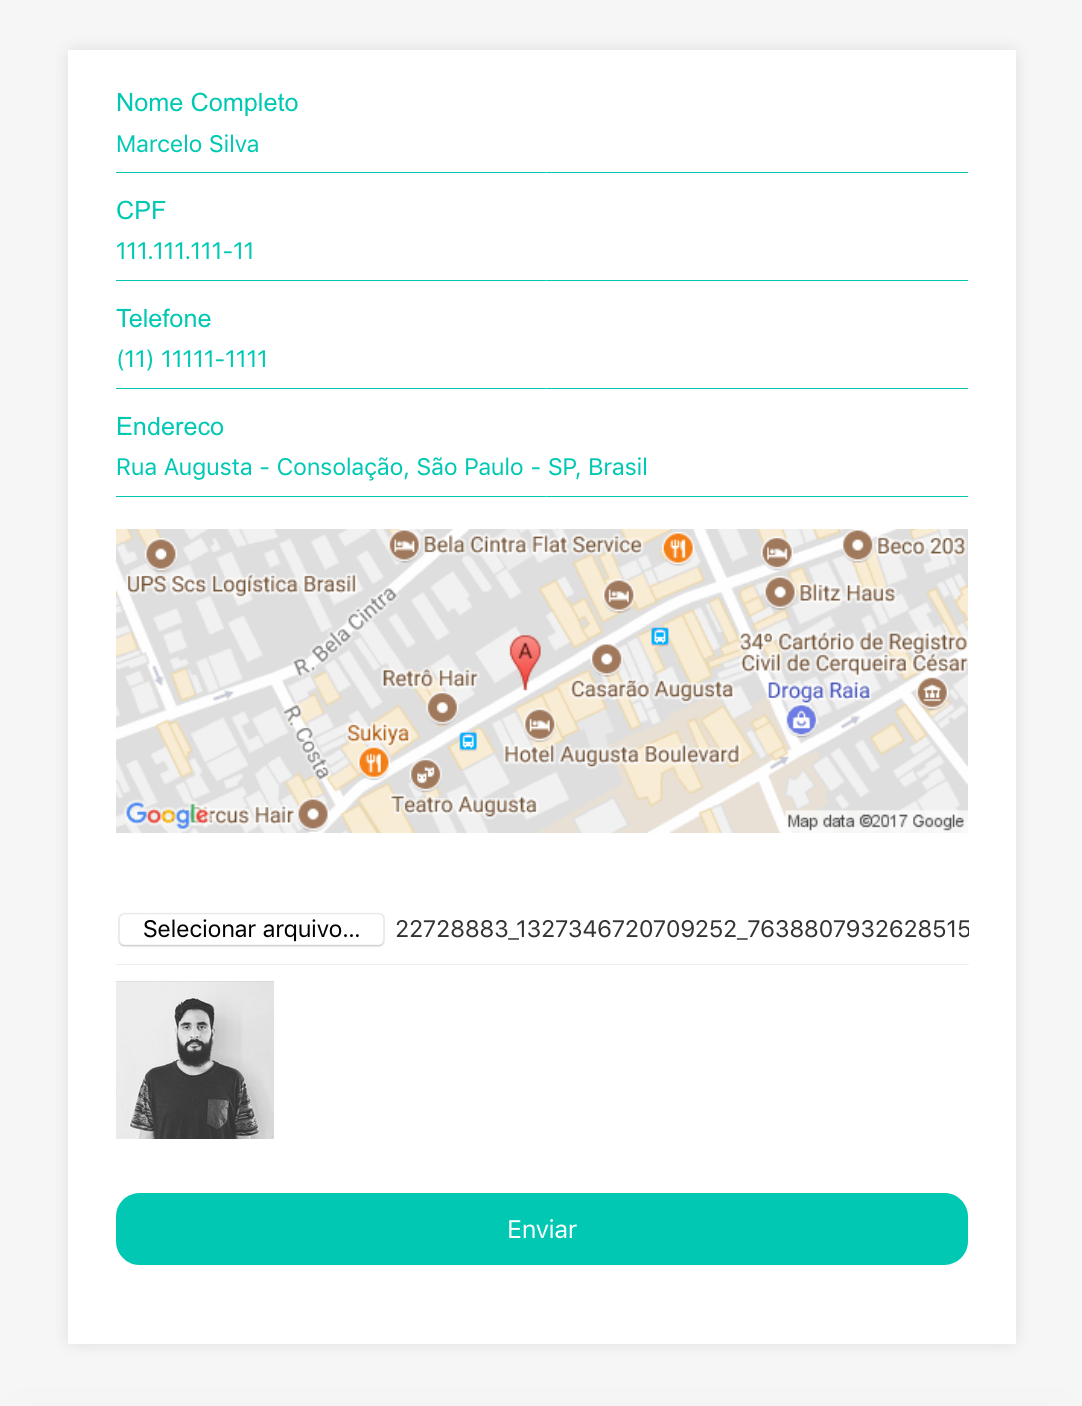 Nome Completo
Marcelo Silva
CPF
111.111.111-11
Telefone
(11) 11111-1111
Endereco
Rua Augusta - Consolação, São Paulo - SP, Brasil
Bela Cintra Flat Service
Beco 203
UPS Scs Logística Brasil
Blitz Haus
R. Bela Cintra
34º Cartório de Registro
Civil de Cerqueira César
A
Retrô Hair
Casarão Augusta
Droga Raia
R. Costa
Sukiya
Hotel Augusta Boulevard
Teatro Augusta
Google
rcus Hair
Map data ©2017 Google
Selecionar arquivo...
22728883_1327346720709252_7638807932628515
Enviar